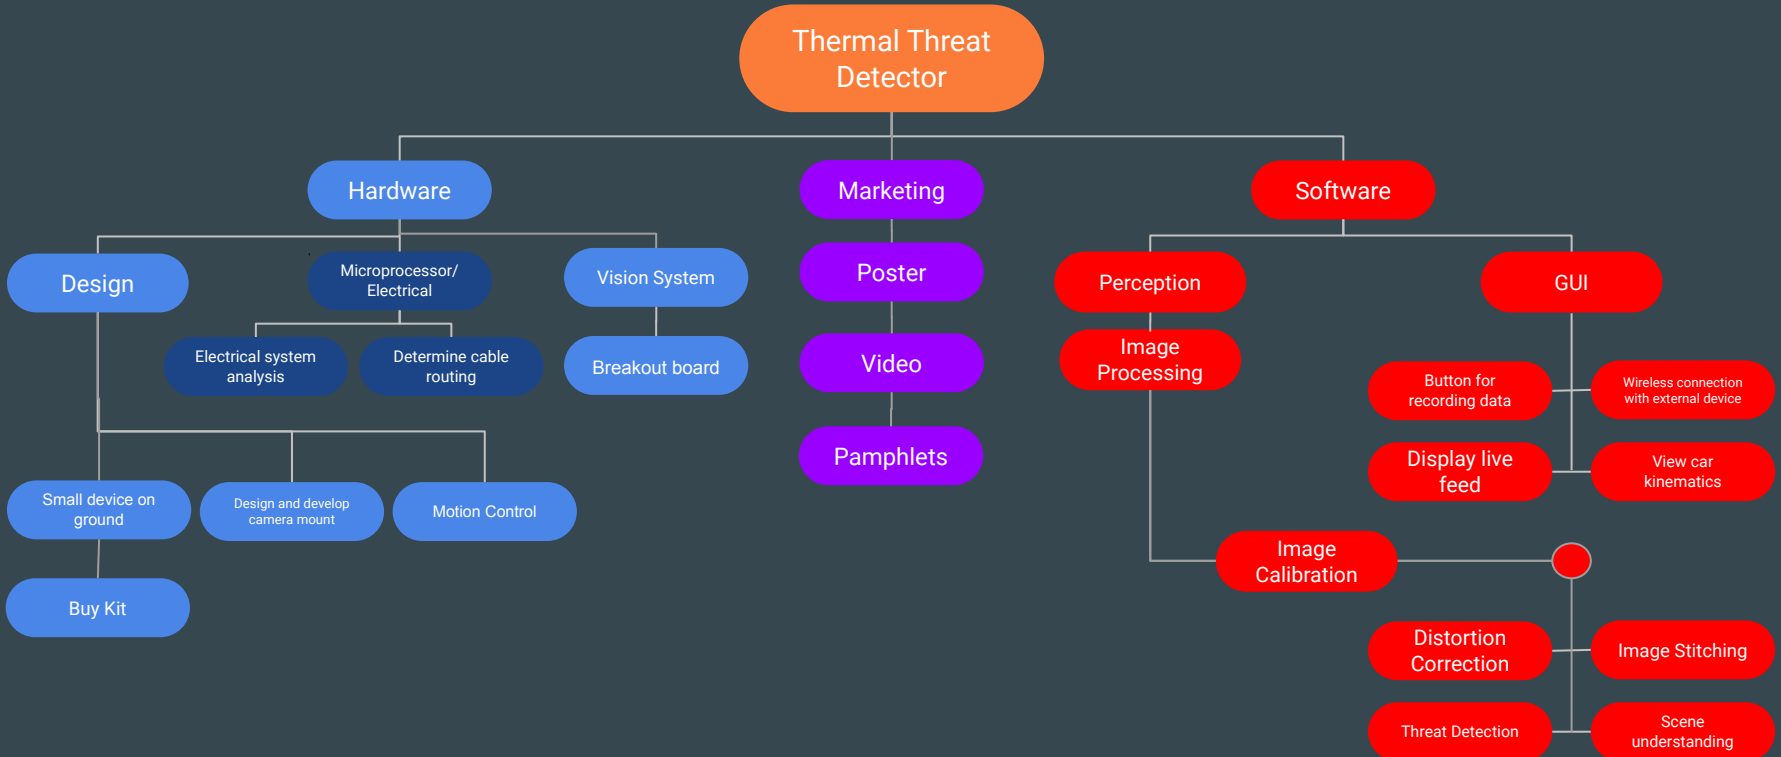 Thermal Threat
Detector
Hardware
Marketing
Software
Design
Microprocessor/
Electrical
Vision System
Poster
Perception
GUI
Electrical system
analysis
Determine cable
routing
Breakout board
Video
Image
Processing
Button for
recording data
Wireless connection
with external device
Pamphlets
Display live
feed
View car
kinematics
Small device on
ground
Design and develop
camera mount
Motion Control
Image
Calibration
Buy Kit
Distortion
Correction
Image Stitching
Threat Detection
Scene
understanding